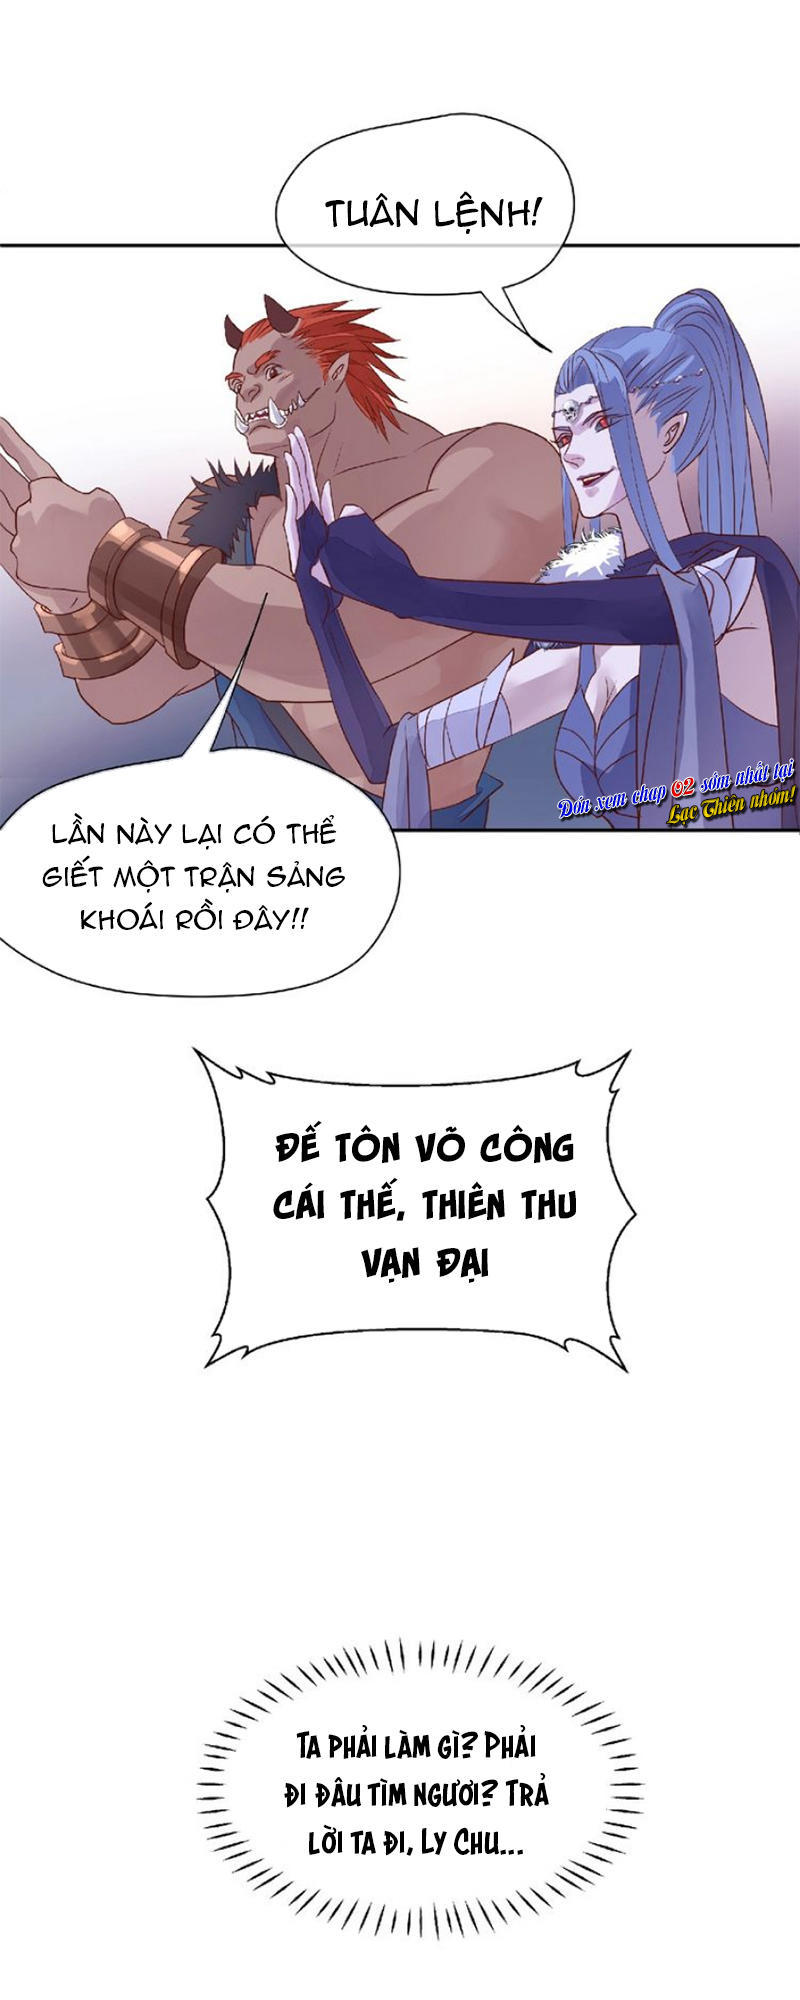 TUÂN LỆNH!
Đón xem chap 02 sớm nhất tại
Lạc Thiên nhóm!
LẦN NÀY LẠI CÓ THỂ
GIẾT MỘT TRẬN SẢNG
KHOÁI RỒI ĐÂY!!
ĐẾ TÔN VÕ CÔNG
CÁI THẾ, THIÊN THU
VẠN ĐẠI
TA PHẢI LÀM GÌ? PHẢI
ĐI ĐÂU TÌM NGƯƠI? TRẢ
LỜI TA ĐI, LY CHU...